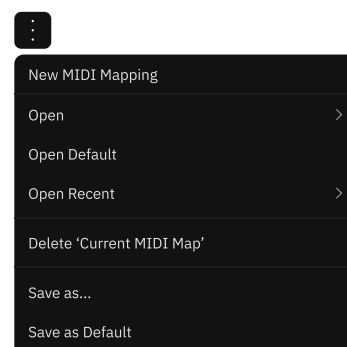 New MIDI Mapping
Open
Open Default
Open Recent
Delete ‘Current MIDI Map’
Save as...
Save as Default